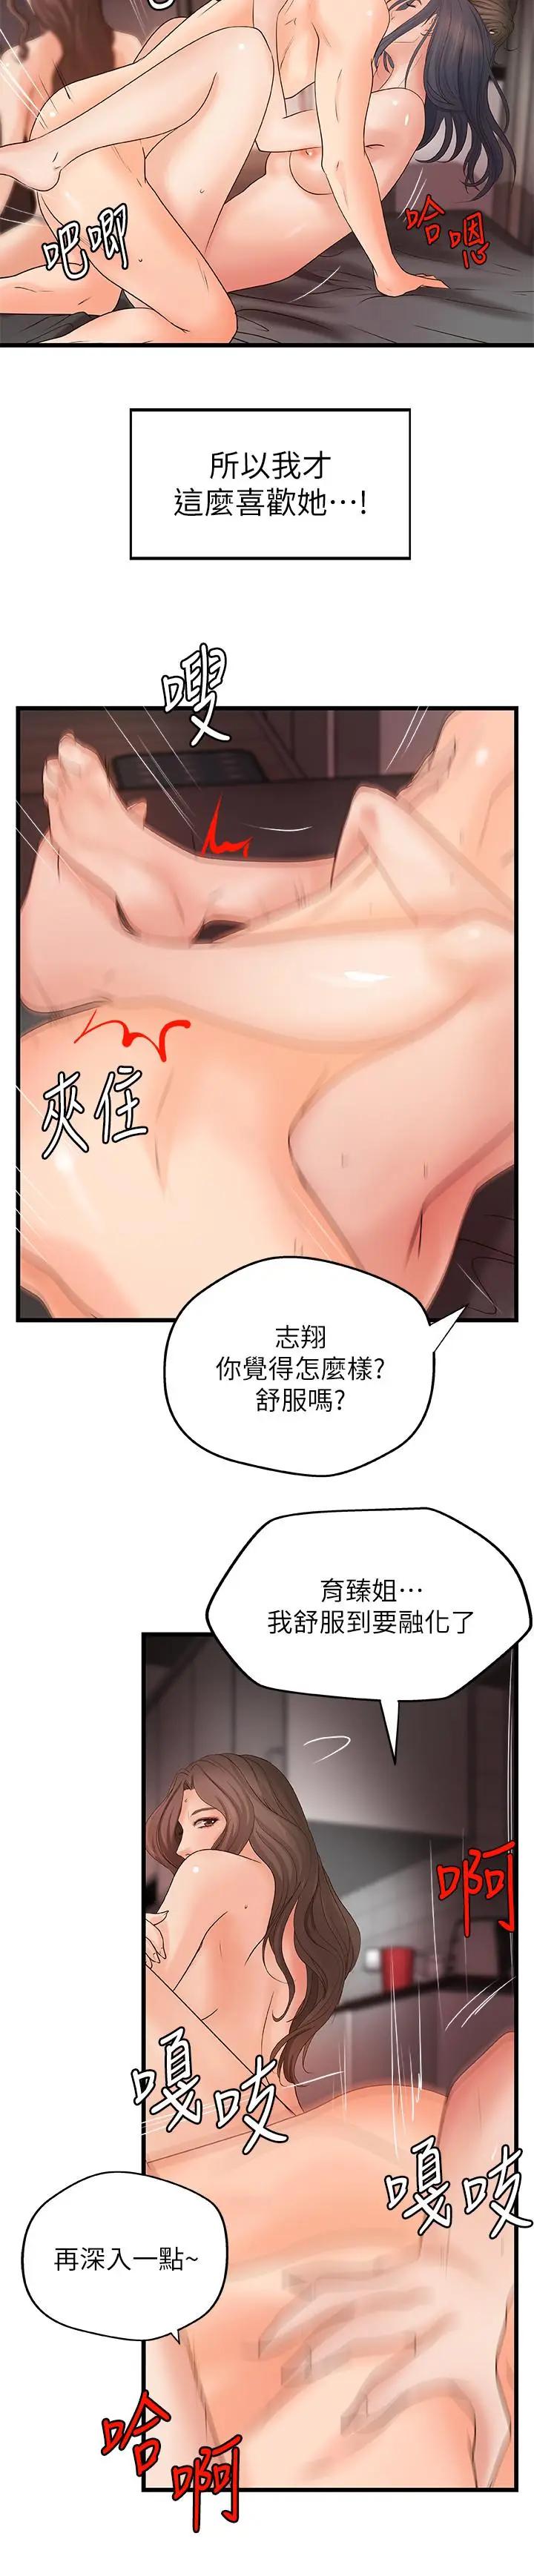 吧唧
哈嗯
所以我才
這麼喜歡她…!
嗖
夾住
志翔
你覺得怎麼樣?
舒服嗎?
育臻姐…
我舒服到要融化了
啊
嘎吱
嘎吱
再深入一點~
哈啊